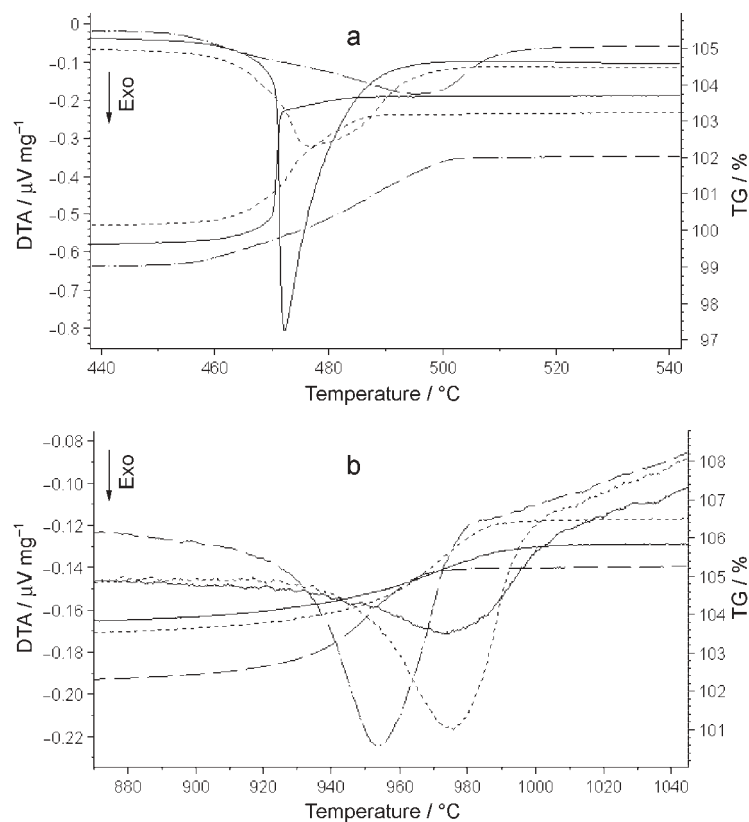 a
Exo
DTA / μV mg⁻¹
0
−0.1
−0.2
−0.3
−0.4
−0.5
−0.6
−0.7
−0.8
105
104
103
102
101
100
99
98
97
TG / %
440 460 480 500 520 540
Temperature / °C
b
Exo
DTA / μV mg⁻¹
−0.08
−0.10
−0.12
−0.14
−0.16
−0.18
−0.20
−0.22
108
107
106
105
104
103
102
101
100
TG / %
880 900 920 940 960 980 1000 1020 1040
Temperature / °C